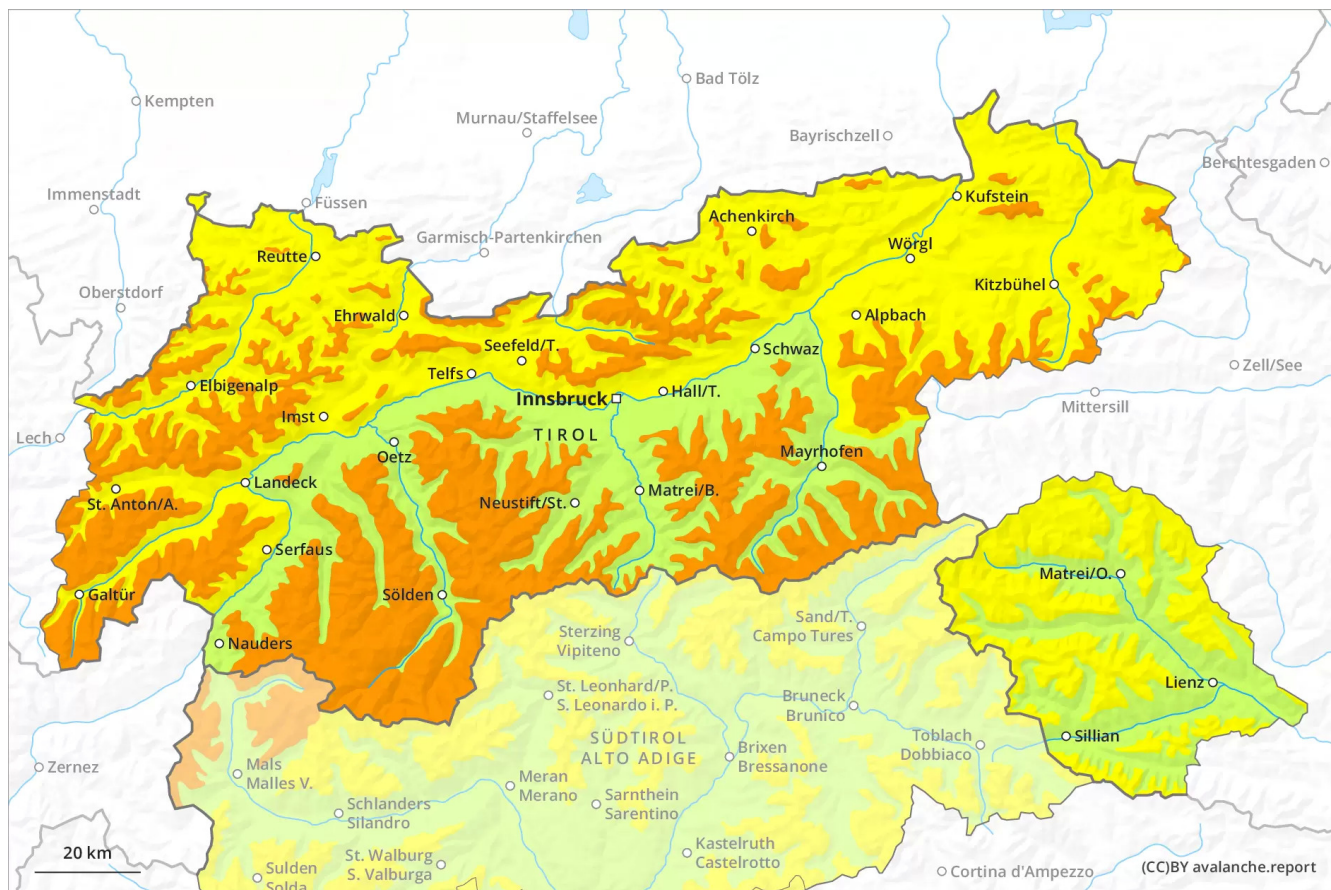 Kempten
Bad Tölz
Murnau/Staffelsee
Bayrischzell
Berchtesgaden
Immenstadt
Füssen
Kufstein
Achenkirch
Garmisch-Partenkirchen
Wörgl
Reutte
Oberstdorf
Kitzbühel
Ehrwald
Alpbach
Seefeld/T.
Schwaz
Zell/See
Telfs
Elbigenalp
Innsbruck
Hall/T.
Mittersill
Imst
Lech
TIROL
Oetz
Mayrhofen
Landeck
St. Anton/A.
Neustift/St.
Matrei/B.
Serfaus
Matrei/O.
Galtür
Sölden
Nauders
Sterzing
Vipiteno
Sand/T.
Campo Tures
Lienz
St. Leonhard/P.
S. Leonardo i. P.
Bruneck
Brunico
Sillian
SÜDTIROL
ALTO ADIGE
Toblach
Dobbiaco
Brixen
Bressanone
Zernez
Mals
Malles V.
Meran
Merano
Sarnthein
Sarentino
Schlanders
Silandro
Kastelruth
Castelrotto
20 km
St. Walburg
S. Valburga
Sulden
Solda
Cortina d'Ampezzo
(CC)BY avalanche.report